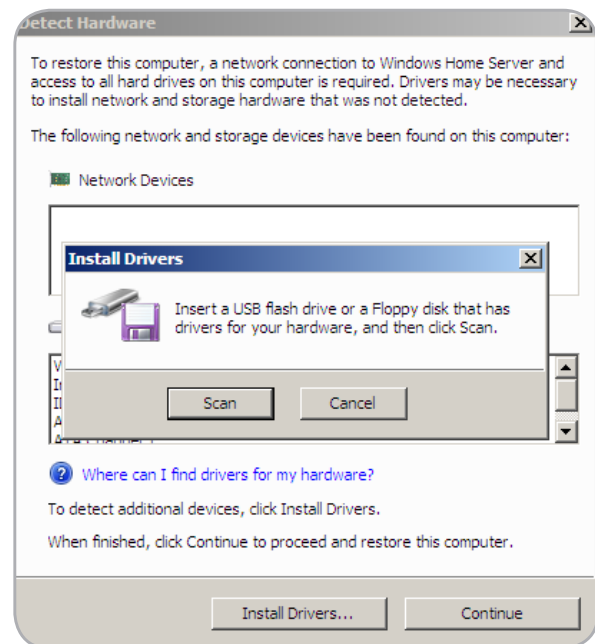 Detect Hardware
To restore this computer, a network connection to Windows Home Server and
access to all hard drives on this computer is required. Drivers may be necessary
to install network and storage hardware that was not detected.
The following network and storage devices have been found on this computer:
Network Devices
Install Drivers
Insert a USB flash drive or a Floppy disk that has
drivers for your hardware, and then click Scan.
Scan Cancel
Where can I find drivers for my hardware?
To detect additional devices, click Install Drivers.
When finished, click Continue to proceed and restore this computer.
Install Drivers... Continue